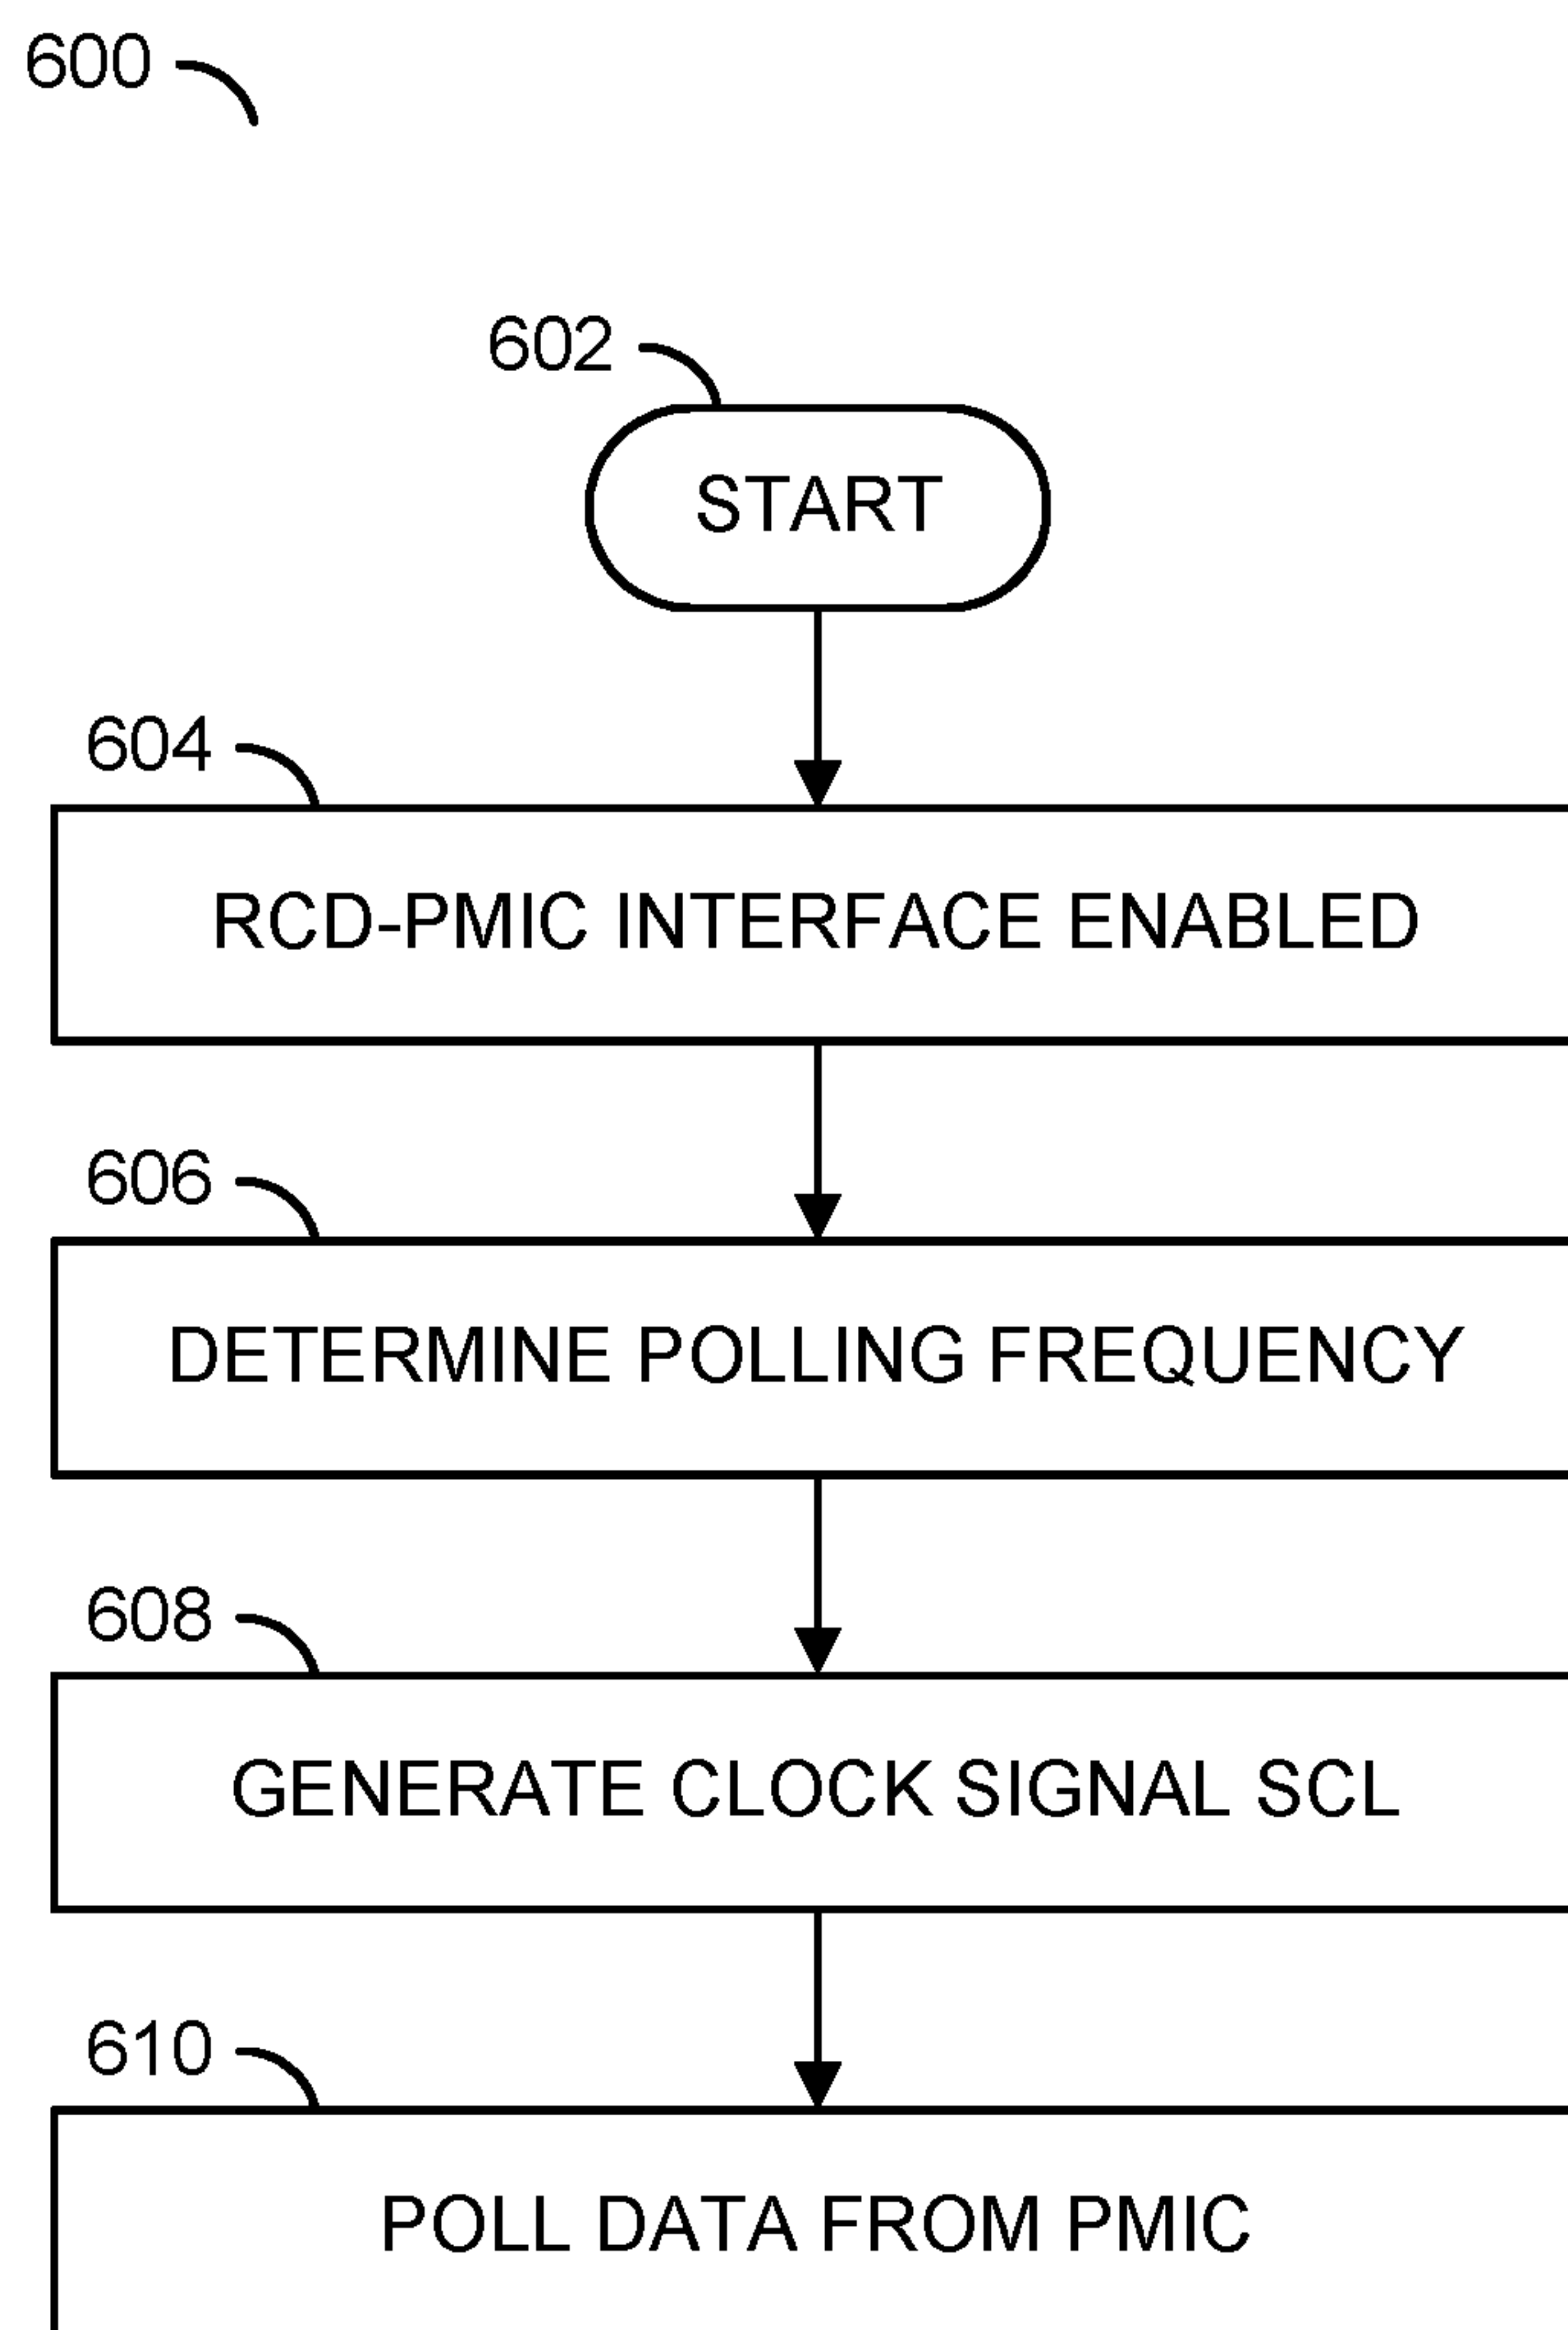 600
602
START
604
RCD-PMIC INTERFACE ENABLED
606
DETERMINE POLLING FREQUENCY
608
GENERATE CLOCK SIGNAL SCL
610
POLL DATA FROM PMIC